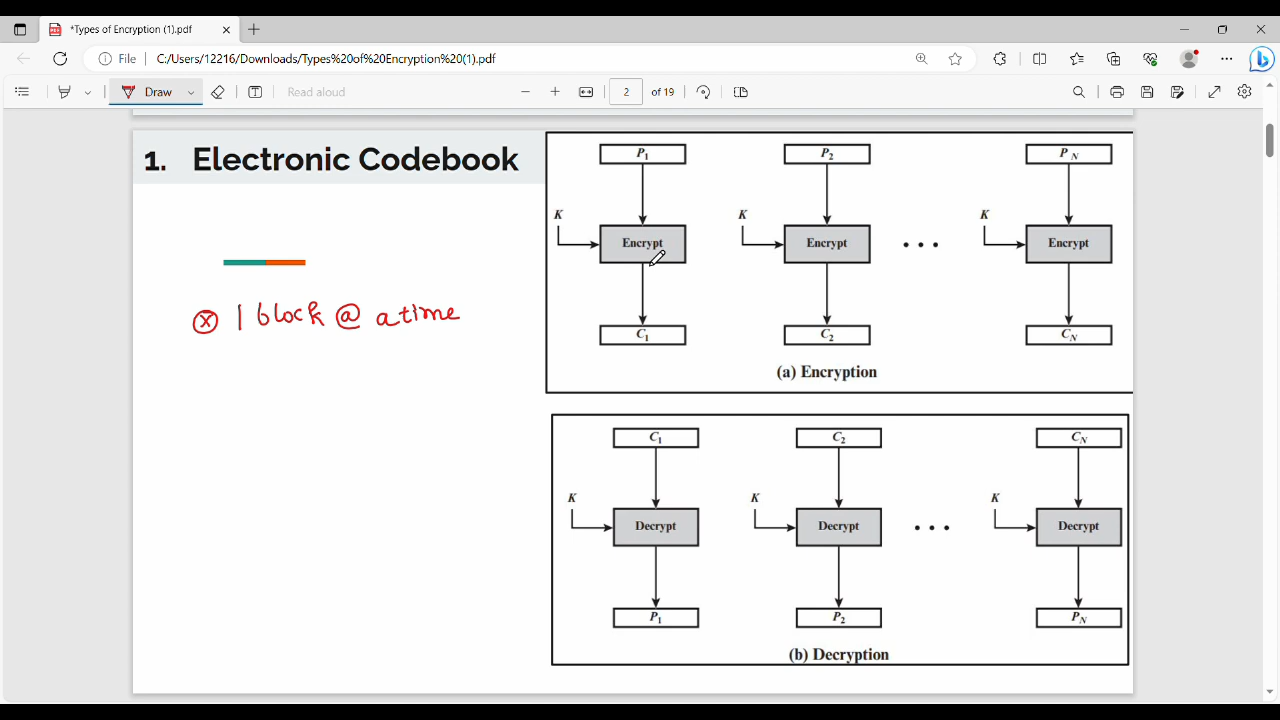 *Types of Encryption (1).pdf
File C:/Users/12216/Downloads/Types%20of%20Encryption%20(1).pdf
Draw Read aloud 2 of 19
1. Electronic Codebook
P1 P2 PN
K K K
Encrypt Encrypt • • • Encrypt
C1 C2 CN
(a) Encryption
ⓧ 1 block @ a time
C1 C2 CN
K K K
Decrypt Decrypt • • • Decrypt
P1 P2 PN
(b) Decryption